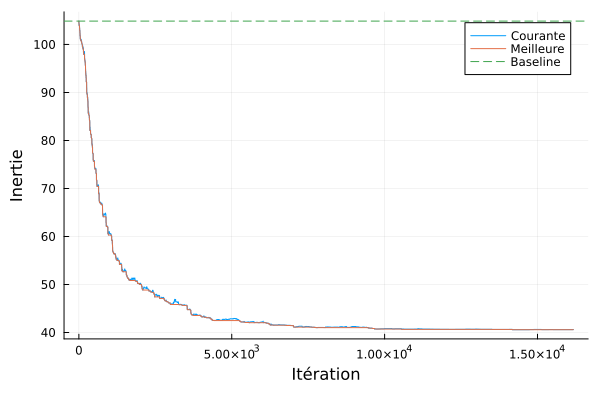 Courante
Meilleure
Baseline
100
90
80
70
60
50
40
Inertie
0
5.00×10³
1.00×10⁴
1.50×10⁴
Itération